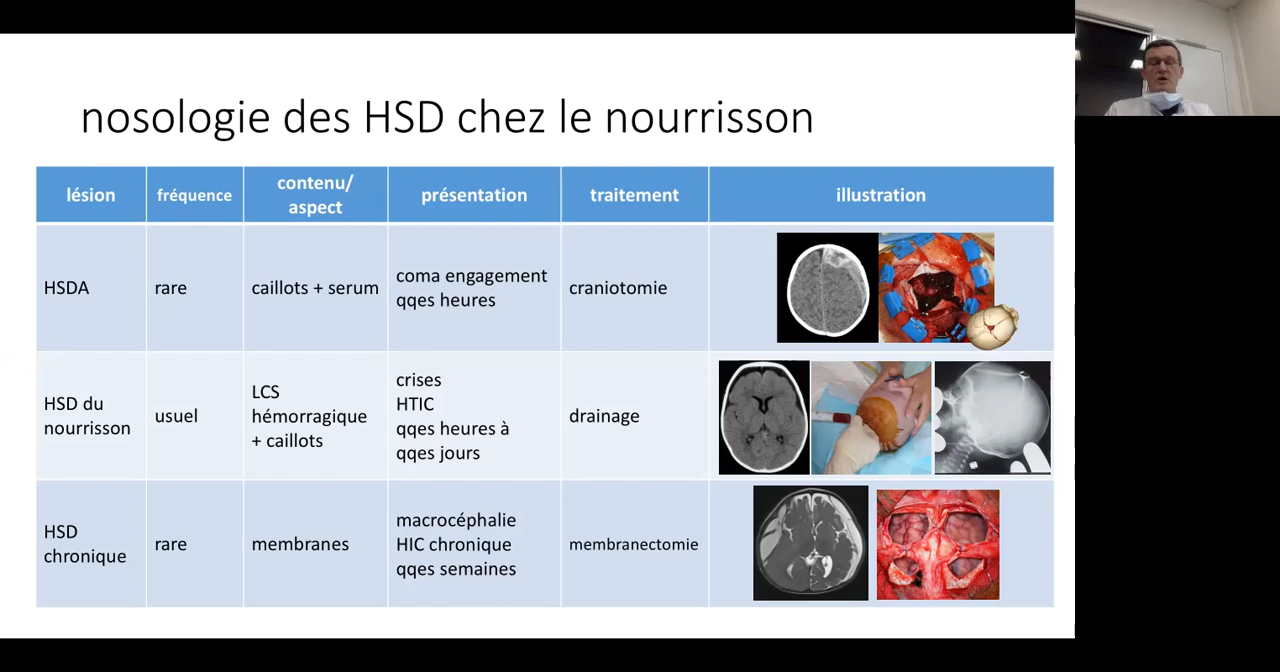 nosologie des HSD chez le nourrisson
lésion
fréquence
contenu/
aspect
présentation
traitement
illustration
HSDA
rare
caillots + serum
coma engagement
qqes heures
craniotomie
HSD du
nourrisson
usuel
LCS
hémorragique
+ caillots
crises
HTIC
qqes heures à
qqes jours
drainage
HSD
chronique
rare
membranes
macrocéphalie
HIC chronique
qqes semaines
membranectomie